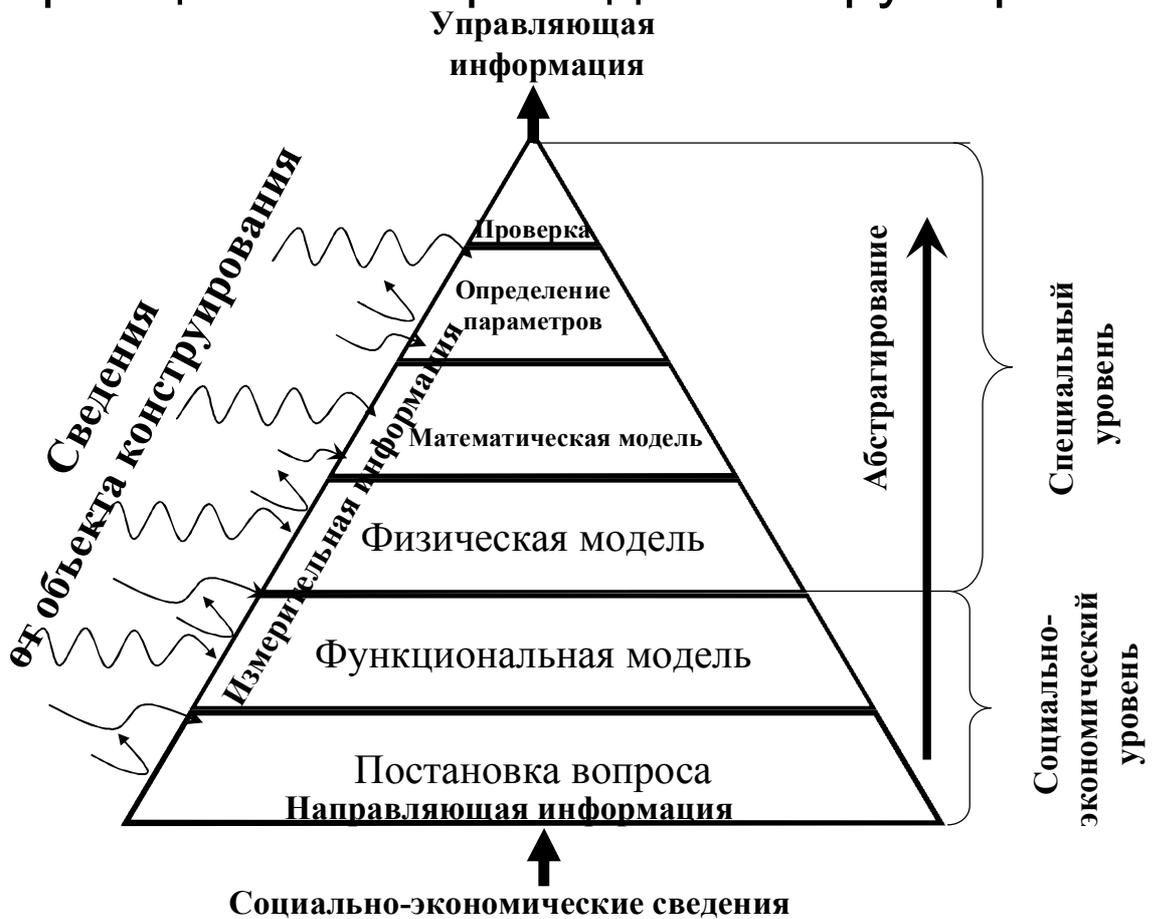 Управляющая
информация
Проверка
Определение
параметров
Математическая модель
Физическая модель
Функциональная модель
Постановка вопроса
Направляющая информация
Социально-экономические сведения
Сведения
от объекта конструирования
Измерительная информация
Абстрагирование
Специальный
уровень
Социально-
экономический
уровень